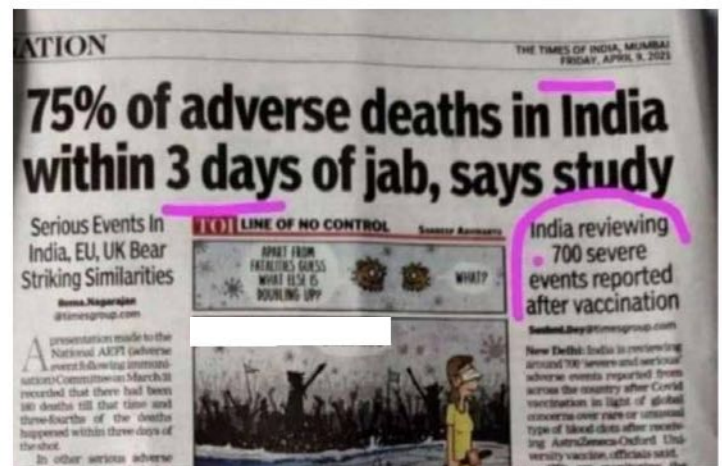 NATION
THE TIMES OF INDIA, MUMBAI
FRIDAY, APRIL 9, 2021
75% of adverse deaths in India
within 3 days of jab, says study
Serious Events In
India, EU, UK Bear
Striking Similarities
Rema.Nagarajan
@timesgroup.com
A presentation made to the
National AEFI (adverse
event following immuni-
sation) Committee on March 31
recorded that there had been
180 deaths till that time and
three-fourths of the deaths
happened within three days of
the shot.
In other serious adverse
TOI LINE OF NO CONTROL
APART FROM
FATALITIES GUESS
WHAT ELSE IS
DOUBLING UP?
WHAT?
India reviewing
700 severe
events reported
after vaccination
New Delhi: India is reviewing
around 700 severe and serious
adverse events reported from
across the country after Covid
vaccination in light of global
concerns over rare or unusual
type of blood clots after receiv-
ing AstraZeneca-Oxford Uni-
versity vaccine, officials said.